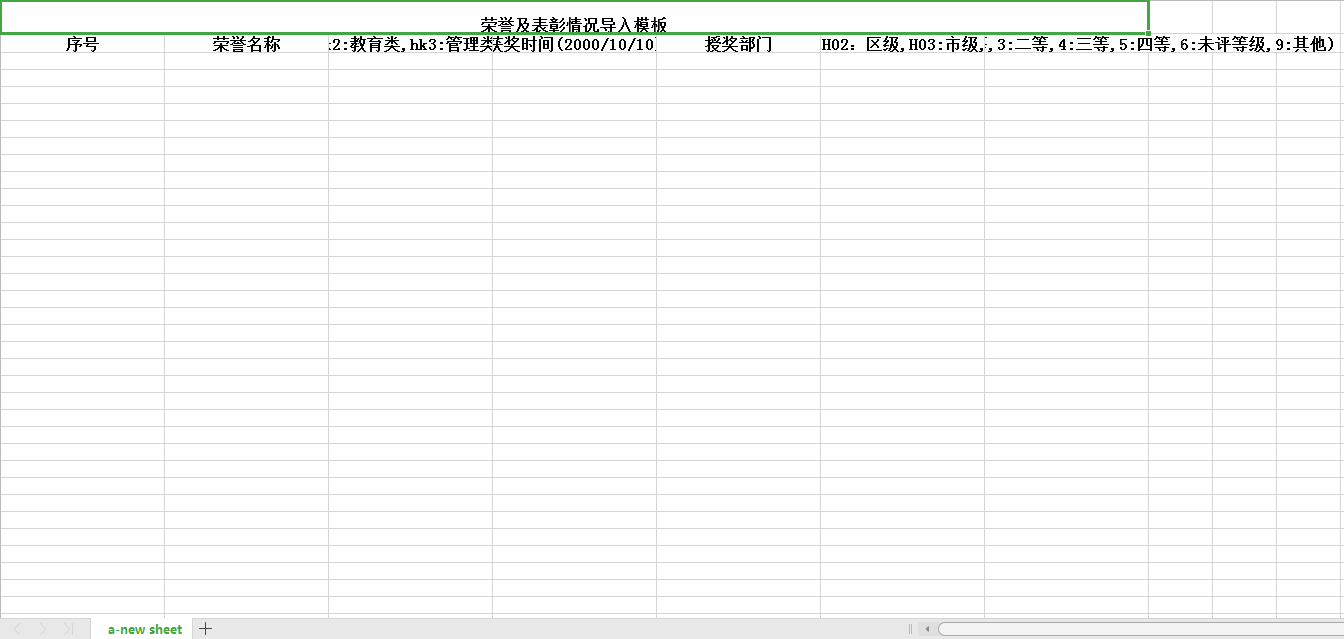 荣誉及表彰情况导入模板
序号 荣誉名称 :2:教育类,hk3:管理类 获奖时间(2000/10/10) 授奖部门 H02: 区级,H03:市级, ,3:二等,4:三等,5:四等,6:未评等级,9:其他)
a-new sheet